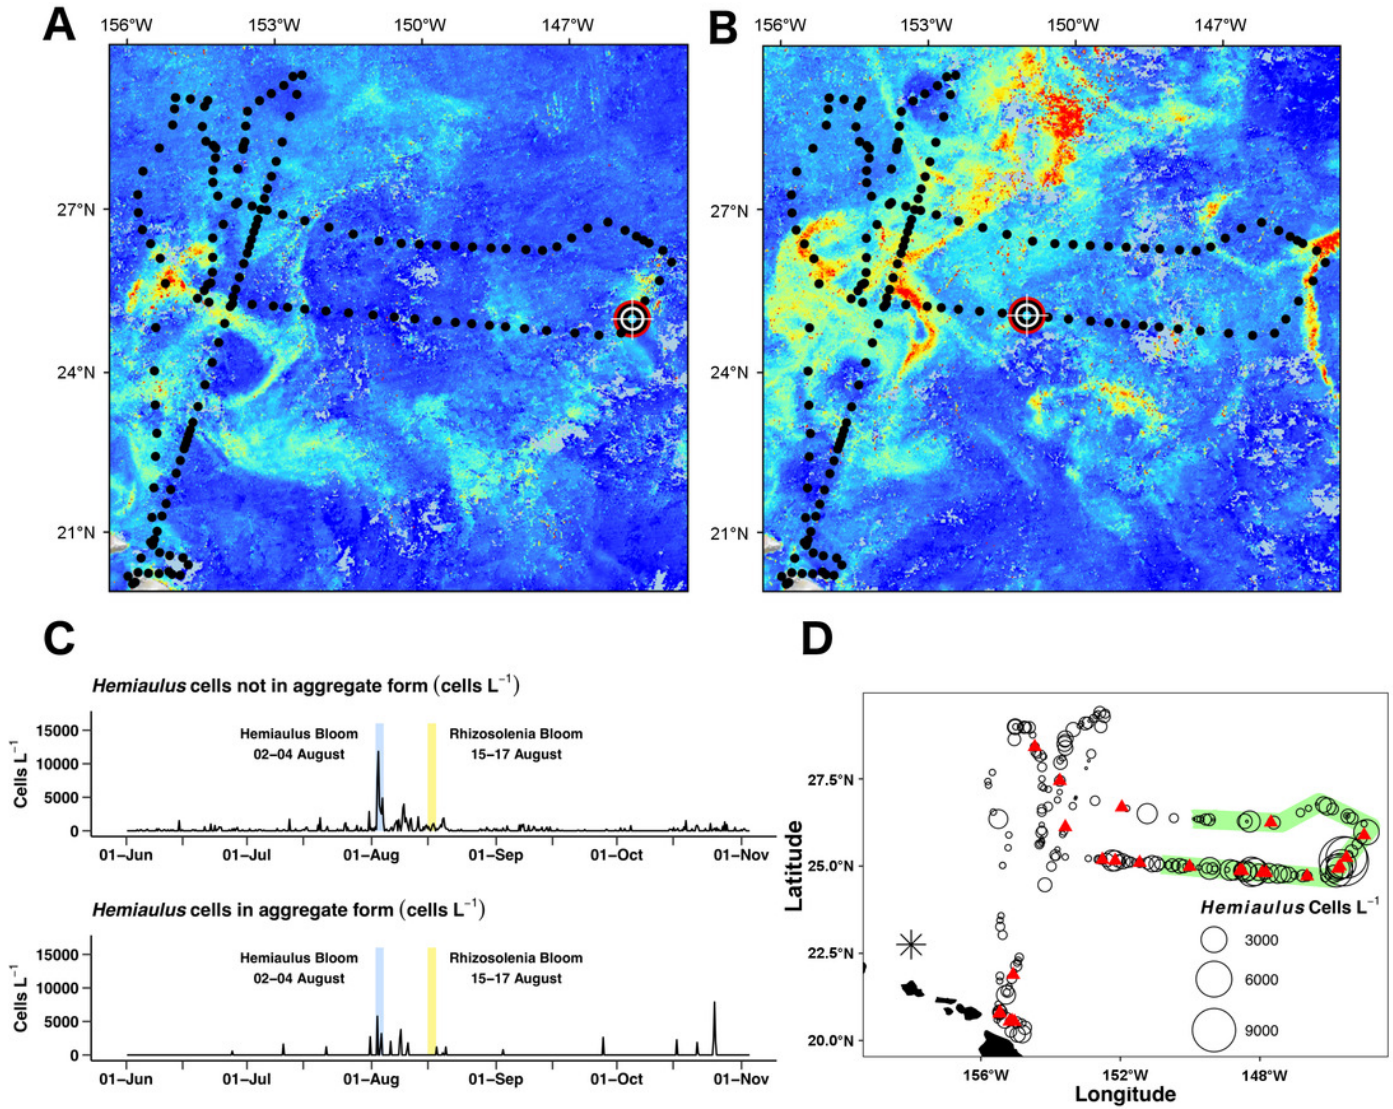 A
B
156°W 153°W 150°W 147°W
156°W 153°W 150°W 147°W
27°N
24°N
21°N
27°N
24°N
21°N
C
D
Hemiaulus cells not in aggregate form (cells L⁻¹)
Cells L⁻¹
15000
10000
5000
0
Hemiaulus Bloom
02–04 August
Rhizosolenia Bloom
15–17 August
01–Jun 01–Jul 01–Aug 01–Sep 01–Oct 01–Nov
Hemiaulus cells in aggregate form (cells L⁻¹)
Cells L⁻¹
15000
10000
5000
0
Hemiaulus Bloom
02–04 August
Rhizosolenia Bloom
15–17 August
01–Jun 01–Jul 01–Aug 01–Sep 01–Oct 01–Nov
Latitude
27.5°N
25.0°N
22.5°N
20.0°N
Hemiaulus Cells L⁻¹
3000
6000
9000
156°W 152°W 148°W
Longitude